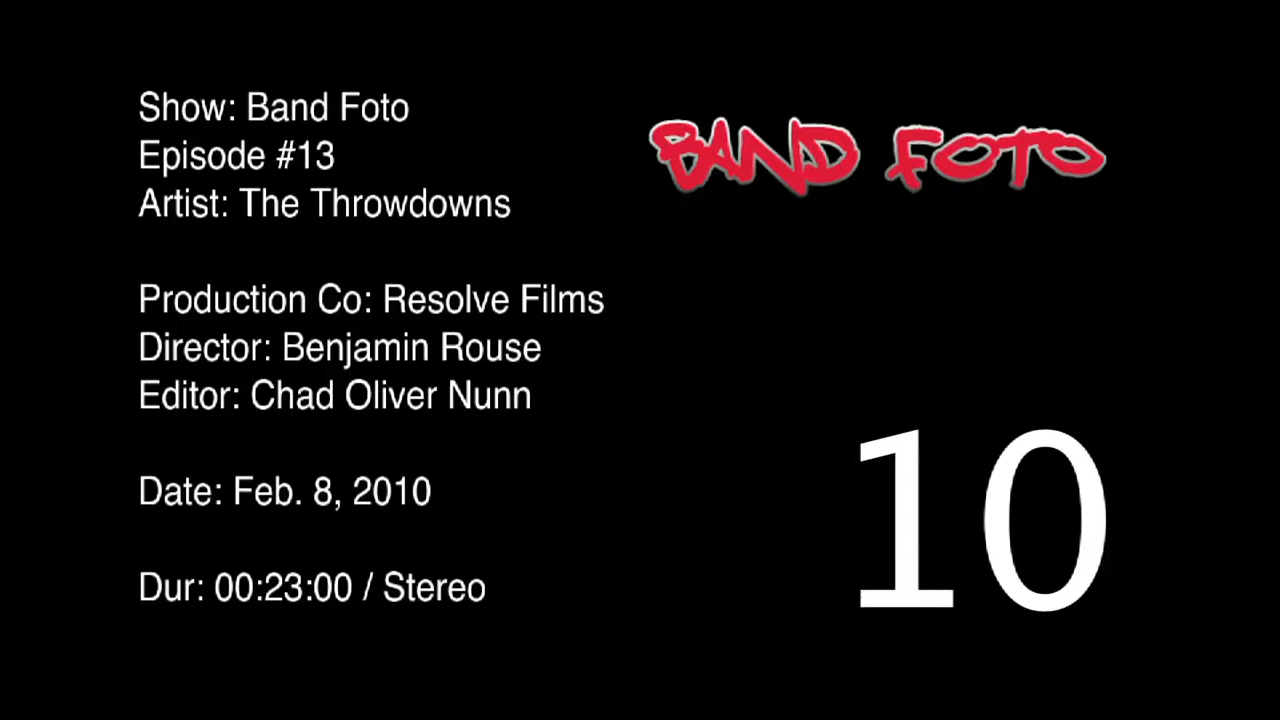 Show: Band Foto
Episode #13
Artist: The Throwdowns
BAND FOTO
Production Co: Resolve Films
Director: Benjamin Rouse
Editor: Chad Oliver Nunn
Date: Feb. 8, 2010
Dur: 00:23:00 / Stereo
10